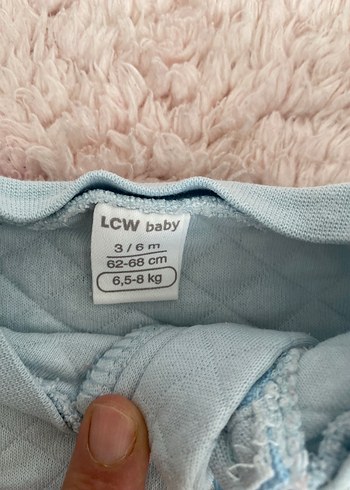 LCW baby
3 / 6 m
62-68 cm
6,5-8 kg